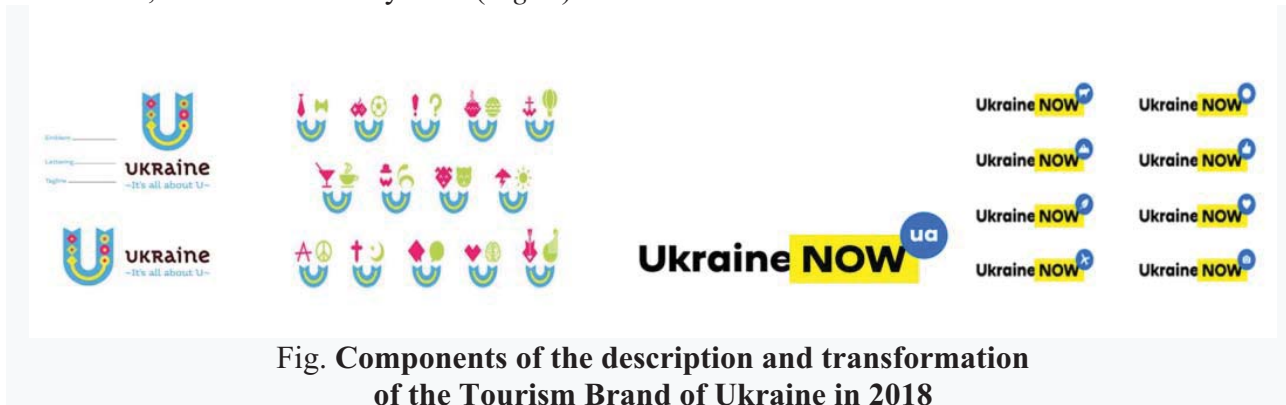 Emblem
Lettering
Tagline
UKRaine
~It's all about U~
UKRaine
~It's all about U~
Ukraine NOW ua
Ukraine NOW
Ukraine NOW
Ukraine NOW
Ukraine NOW
Ukraine NOW
Ukraine NOW
Ukraine NOW
Ukraine NOW
Fig. Components of the description and transformation
of the Tourism Brand of Ukraine in 2018